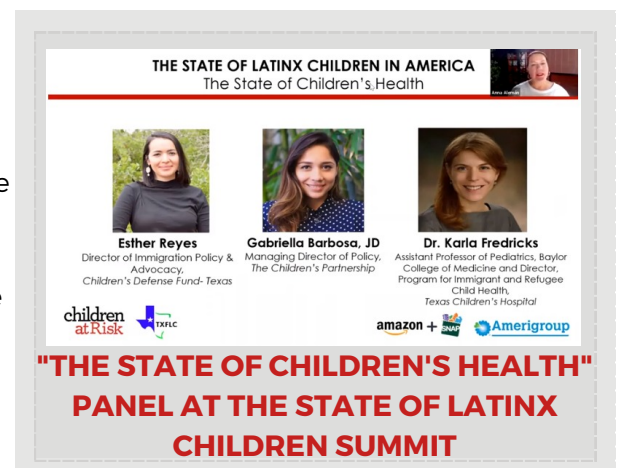 THE STATE OF LATINX CHILDREN IN AMERICA
The State of Children's Health
Esther Reyes
Director of Immigration Policy &
Advocacy,
Children's Defense Fund- Texas
Gabriella Barbosa, JD
Managing Director of Policy,
The Children's Partnership
Dr. Karla Fredricks
Assistant Professor of Pediatrics, Baylor
College of Medicine and Director,
Program for Immigrant and Refugee
Child Health,
Texas Children's Hospital
children
atRisk
TXFLC
amazon + SNAP
Amerigroup
"THE STATE OF CHILDREN'S HEALTH"
PANEL AT THE STATE OF LATINX
CHILDREN SUMMIT